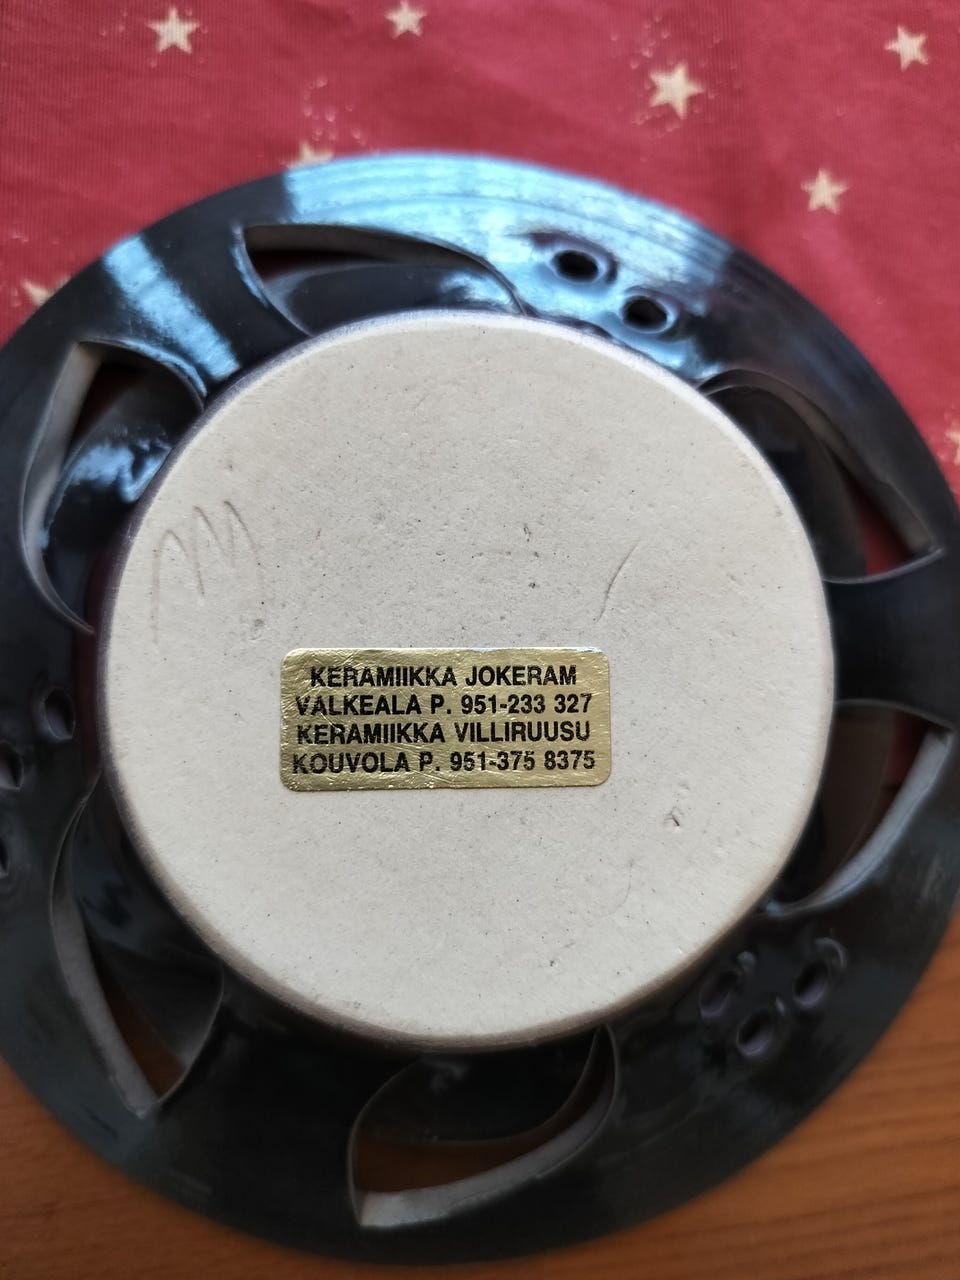 KERAMIIKKA JOKERAM
VALKEALA P. 951-233 327
KERAMIIKKA VILLIRUUSU
KOUVOLA P. 951-375 8375